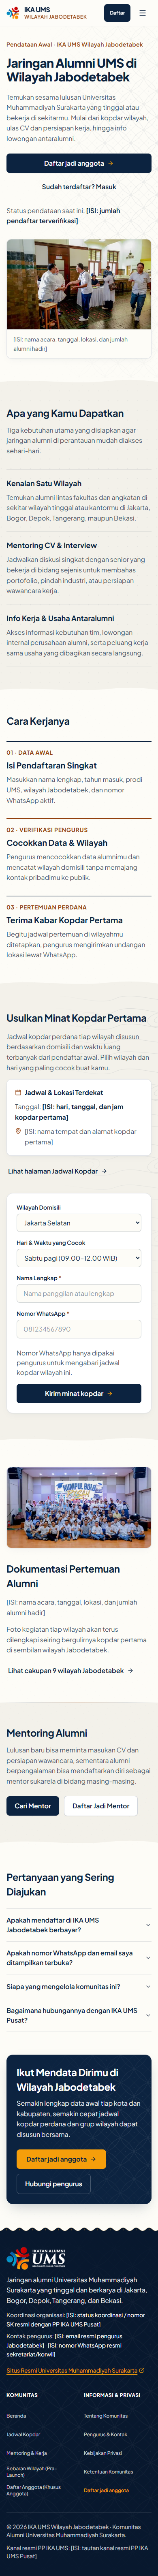 IKA UMS
WILAYAH JABODETABEK
Daftar
Pendataan Awal · IKA UMS Wilayah Jabodetabek
Jaringan Alumni UMS di
Wilayah Jabodetabek
Ruang silaturahmi alumni Universitas
Muhammadiyah Surakarta yang tinggal dan
bekerja di sekitar Jabodetabek. Mulai dari kopdar wilayah,
ulas CV dan persiapan kerja, hingga info
lowongan antaralumni.
Daftar jadi anggota →
Sudah terdaftar? Masuk
Status pendataan saat ini: [ISI: jumlah
pendaftar terverifikasi]
[ISI: nama acara, tanggal, lokasi, dan jumlah
alumni hadir]
Apa yang Kamu Dapatkan
Tiga kebutuhan utama yang disiapkan agar
jaringan alumni di perantauan mudah diakses
sehari-hari.
Kenalan Satu Wilayah
Temukan alumni lintas fakultas dan angkatan di
sekitar wilayah tinggal atau kantormu di Jakarta,
Bogor, Depok, Tangerang, maupun Bekasi.
Mentoring CV & Interview
Jadwalkan diskusi singkat dengan senior yang
bekerja di bidang sejenis untuk membahas
portofolio, pindah industri, atau persiapan
wawancara kerja.
Info Kerja & Usaha Antaralumni
Akses informasi kebutuhan tim, lowongan
internal perusahaan alumni, serta peluang kerja
sama usaha yang dibagikan secara langsung.
Cara Kerjanya
01 · DATA AWAL
Isi Pendataran Singkat
Masukkan nama lengkap, tahun masuk, prodi
UMS, wilayah Jabodetabek, dan nomor
WhatsApp aktif.
02 · VERIFIKASI PENGURUS
Cocokkan Data & Wilayah
Pengurus mencocokkan data alumnimu dan
mencatat wilayah domisili tanpa memajang
kontak pribadimu ke publik.
03 · PERTEMUAN PERDANA
Terima Kabar Kopdar Pertama
Begitu jadwal pertemuan di wilayahmu
ditetapkan, pengurus mengirimkan undangan
lokasi lewat WhatsApp.
Usulkan Minat Kopdar Pertama
Jadwal kopdar perdana tiap wilayah disusun
berdasarkan domisili dan waktu luang
terbanyak dari pendaftar awal. Pilih wilayah dan
hari yang paling cocok untukmu.
Jadwal & Lokasi Terdekat
Tanggal: [ISI: hari, tanggal, dan jam
kopdar pertama]
[ISI: nama tempat dan alamat kopdar
pertama]
Lihat halaman Jadwal Kopdar →
Wilayah Domisili
Jakarta Selatan
Hari & Waktu yang Cocok
Sabtu pagi (09.00–12.00 WIB)
Nama Lengkap *
Nama panggilan atau lengkap
Nomor WhatsApp *
081234567890
Nomor WhatsApp hanya dipakai
pengurus untuk mengabari jadwal
kopdar wilayah ini.
Kirim minat kopdar →
Dokumentasi Pertemuan
Alumni
[ISI: nama acara, tanggal, lokasi, dan jumlah
alumni hadir]
Foto kegiatan tiap wilayah akan terus
dilengkapi seiring bergulirnya kopdar pertama
di sembilan wilayah Jabodetabek.
Lihat cakupan 9 wilayah Jabodetabek →
Mentoring Alumni
Lulusan baru bisa meminta masukan CV dan
persiapan wawancara, sementara alumni
berpengalaman bisa mendaftarkan diri sebagai
mentor sukarela di bidang masing-masing.
Cari Mentor
Daftar Jadi Mentor
Pertanyaan yang Sering
Diajukan
Apakah mendaftar di IKA UMS
Jabodetabek berbayar?
Apakah nomor WhatsApp dan email saya
ditampilkan terbuka?
Siapa yang mengelola komunitas ini?
Bagaimana hubungannya dengan IKA UMS
Pusat?
Ikut Mendata Dirimu di
Wilayah Jabodetabek
Semakin lengkap data awal tiap kota dan
kabupaten, semakin cepat jadwal
kopdar perdana dan grup wilayah dapat
disusun bersama.
Daftar jadi anggota →
Hubungi pengurus
IKATAN ALUMNI
UMS
Jaringan alumni Universitas Muhammadiyah
Surakarta yang tinggal dan berkarya di Jakarta,
Bogor, Depok, Tangerang, dan Bekasi.
Koordinasi organisasi: [ISI: status koordinasi / nomor
SK resmi dengan PP IKA UMS Pusat]
Kontak pengurus: [ISI: email resmi pengurus
Jabodetabek] · [ISI: nomor WhatsApp resmi
sekretariat/korwil]
Situs Resmi Universitas Muhammadiyah Surakarta
KOMUNITAS
INFORMASI & PRIVASI
Beranda
Tentang Komunitas
Jadwal Kopdar
Pengurus & Kontak
Mentoring & Kerja
Kebijakan Privasi
Sebaran Wilayah (Pra-
Launch)
Ketentuan Komunitas
Daftar Anggota (Khusus
Anggota)
Daftar jadi anggota
© 2026 IKA UMS Wilayah Jabodetabek · Komunitas
Alumni Universitas Muhammadiyah Surakarta.
Kanal resmi PP IKA UMS: [ISI: tautan kanal resmi PP IKA
UMS Pusat]